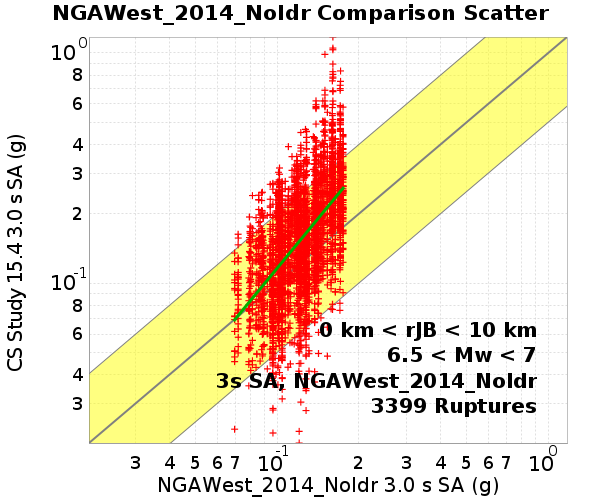 NGAWest_2014_NoIdr Comparison Scatter
CS Study 15.4 3.0 s SA (g)
10^0
8
6
4
3
2
10^-1
8
6
4
3
0 km < rJB < 10 km
6.5 < Mw < 7
3s SA, NGAWest_2014_NoIdr
3399 Ruptures
3 4 5 6 7 10^-1 2 3 4 5 6 7 10^0
NGAWest_2014_NoIdr 3.0 s SA (g)